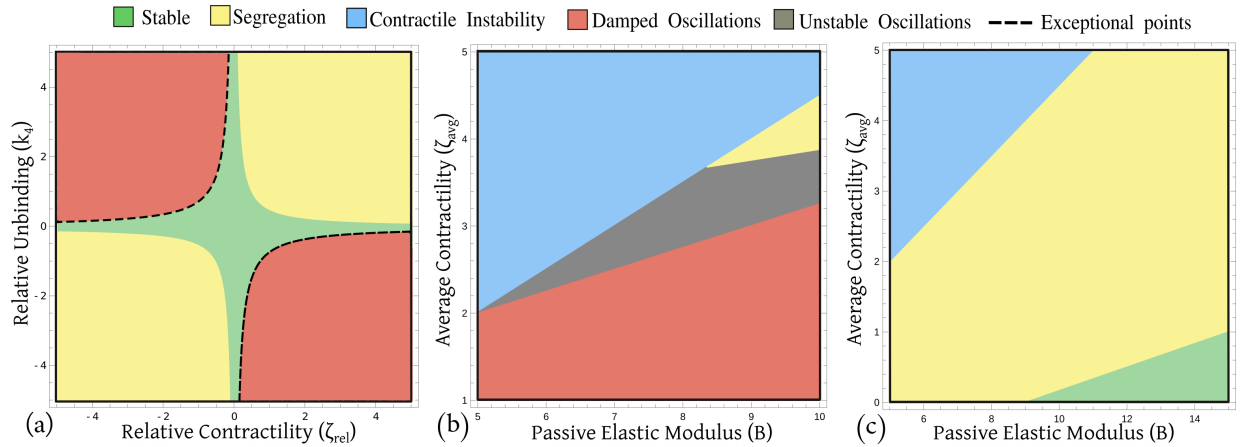 Stable Segregation Contractile Instability Damped Oscillations Unstable Oscillations Exceptional points
Relative Unbinding (k₄)
4
2
0
- 2
- 4
- 4 - 2 0 2 4
(a) Relative Contractility (ζrel)
Average Contractility (ζavg)
5
4
3
2
1
5 6 7 8 9 10
(b) Passive Elastic Modulus (B)
Average Contractility (ζavg)
5
4
3
2
1
0
6 8 10 12 14
(c) Passive Elastic Modulus (B)